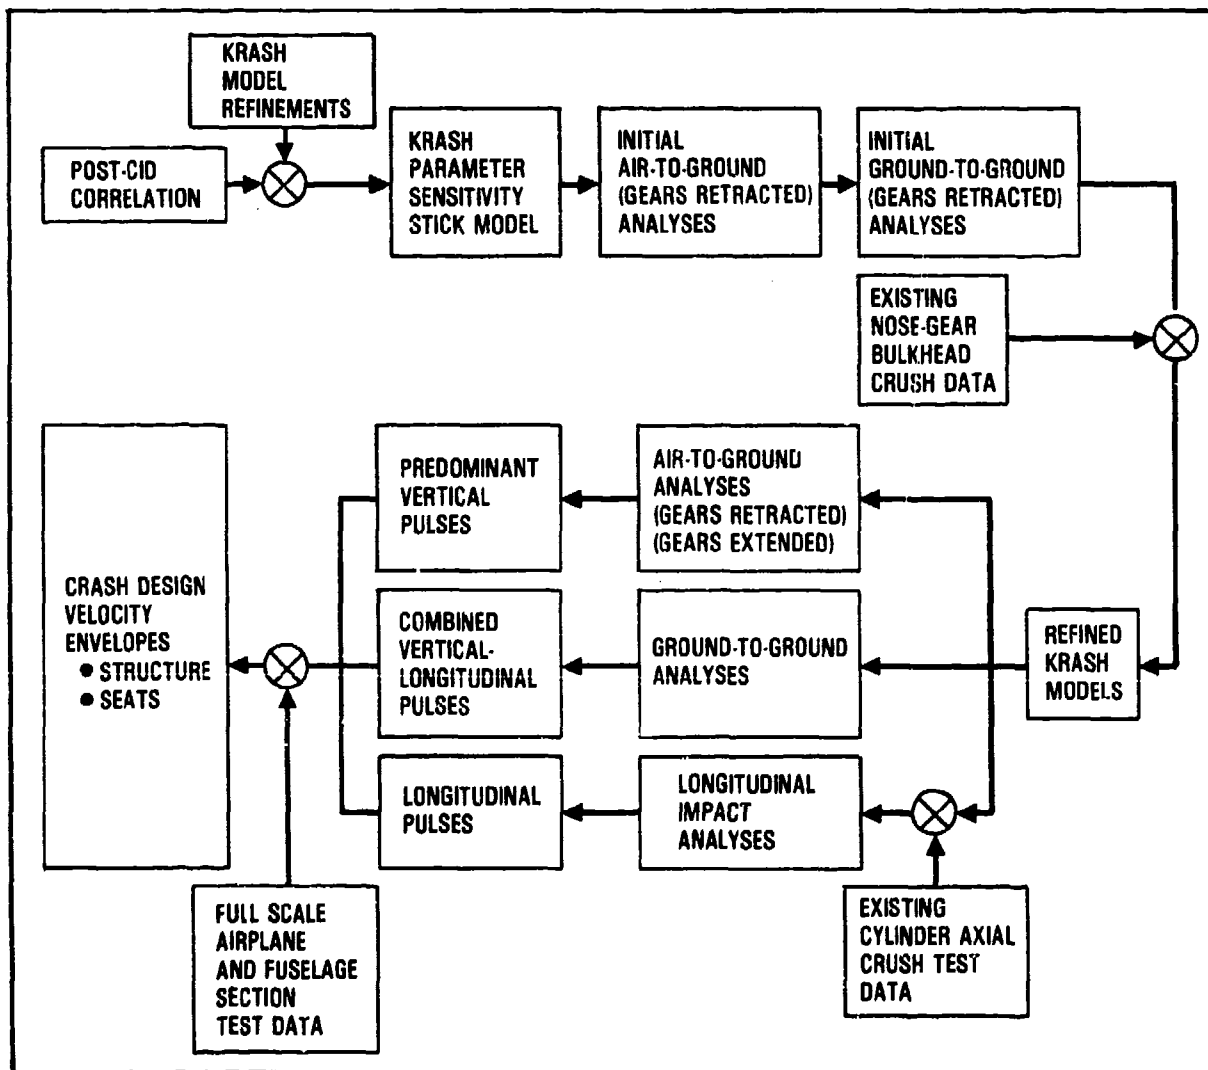 KRASH
MODEL
REFINEMENTS
POST-CID
CORRELATION
KRASH
PARAMETER
SENSITIVITY
STICK MODEL
INITIAL
AIR-TO-GROUND
(GEARS RETRACTED)
ANALYSES
INITIAL
GROUND-TO-GROUND
(GEARS RETRACTED)
ANALYSES
EXISTING
NOSE-GEAR
BULKHEAD
CRUSH DATA
CRASH DESIGN
VELOCITY
ENVELOPES
● STRUCTURE
● SEATS
PREDOMINANT
VERTICAL
PULSES
AIR-TO-GROUND
ANALYSES
(GEARS RETRACTED)
(GEARS EXTENDED)
COMBINED
VERTICAL-
LONGITUDINAL
PULSES
GROUND-TO-GROUND
ANALYSES
REFINED
KRASH
MODELS
LONGITUDINAL
PULSES
LONGITUDINAL
IMPACT
ANALYSES
FULL SCALE
AIRPLANE
AND FUSELAGE
SECTION
TEST DATA
EXISTING
CYLINDER AXIAL
CRUSH TEST
DATA